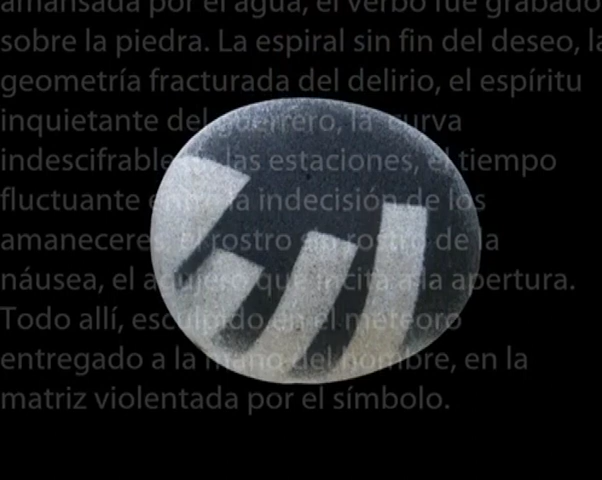 amansada por el agua, el verbo fue grabado
sobre la piedra. La espiral sin fin del deseo, la
geometría fracturada del delirio, el espíritu
inquietante del guerrero, la curva
indescifrable las estaciones, el tiempo
fluctuante la indecisión de los
amaneceres, el rostro sin rostro de la
náusea, el agujero que incita a la apertura.
Todo allí, esculpido en el meteoro
entregado a la mano del hombre, en la
matriz violentada por el símbolo.